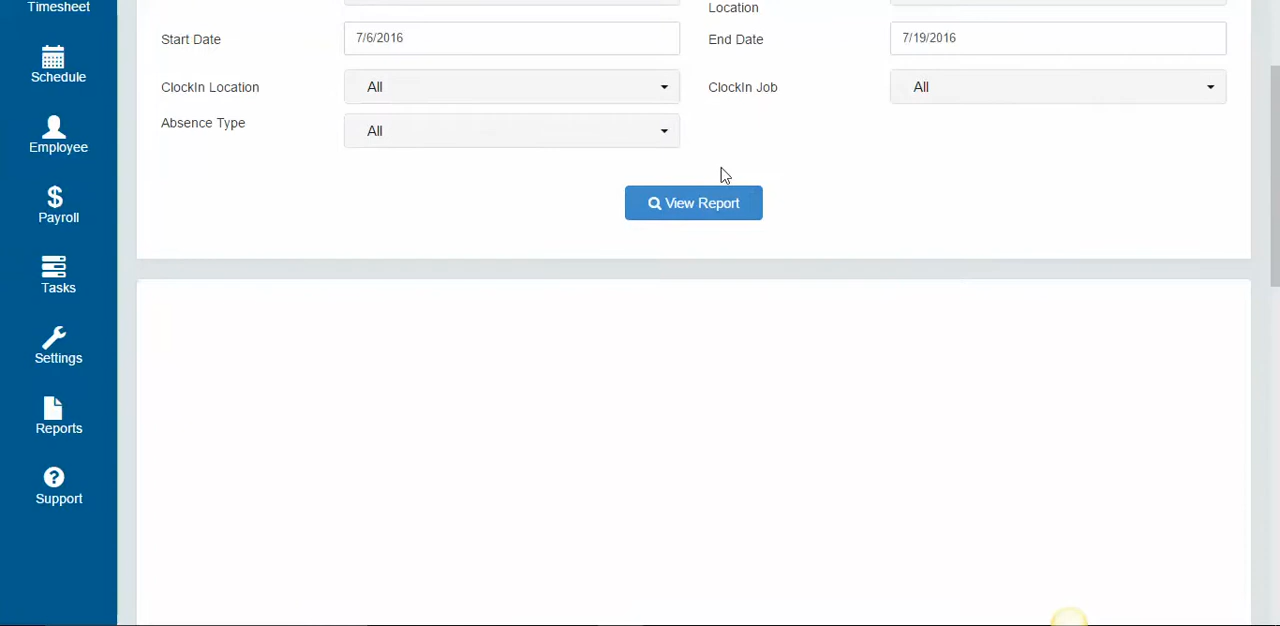 Timesheet
Schedule
Employee
Payroll
Tasks
Settings
Reports
Support
Location
Start Date 7/6/2016 End Date 7/19/2016
ClockIn Location All ClockIn Job All
Absence Type All
View Report